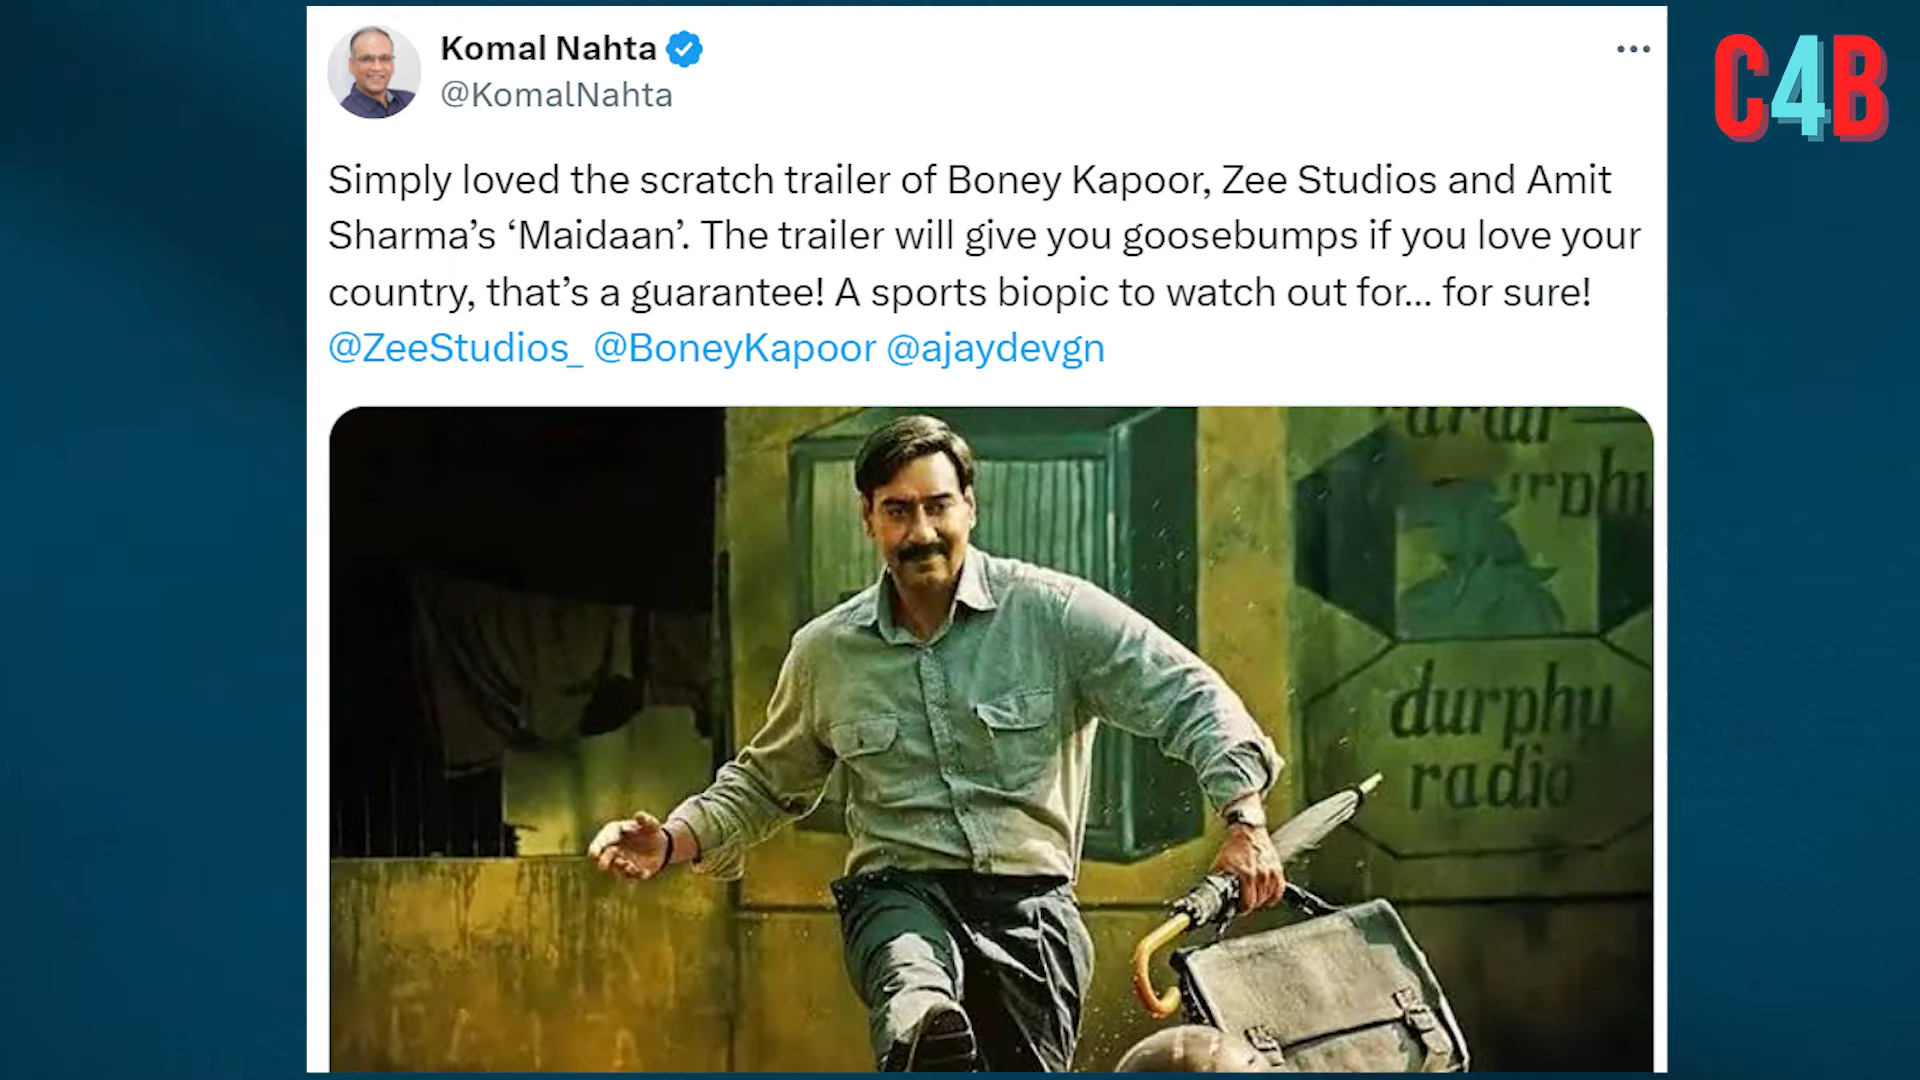 Komal Nahta
@KomalNahta
C4B
Simply loved the scratch trailer of Boney Kapoor, Zee Studios and Amit
Sharma’s ‘Maidaan’. The trailer will give you goosebumps if you love your
country, that’s a guarantee! A sports biopic to watch out for... for sure!
@ZeeStudios_ @BoneyKapoor @ajaydevgn
durphy
radio